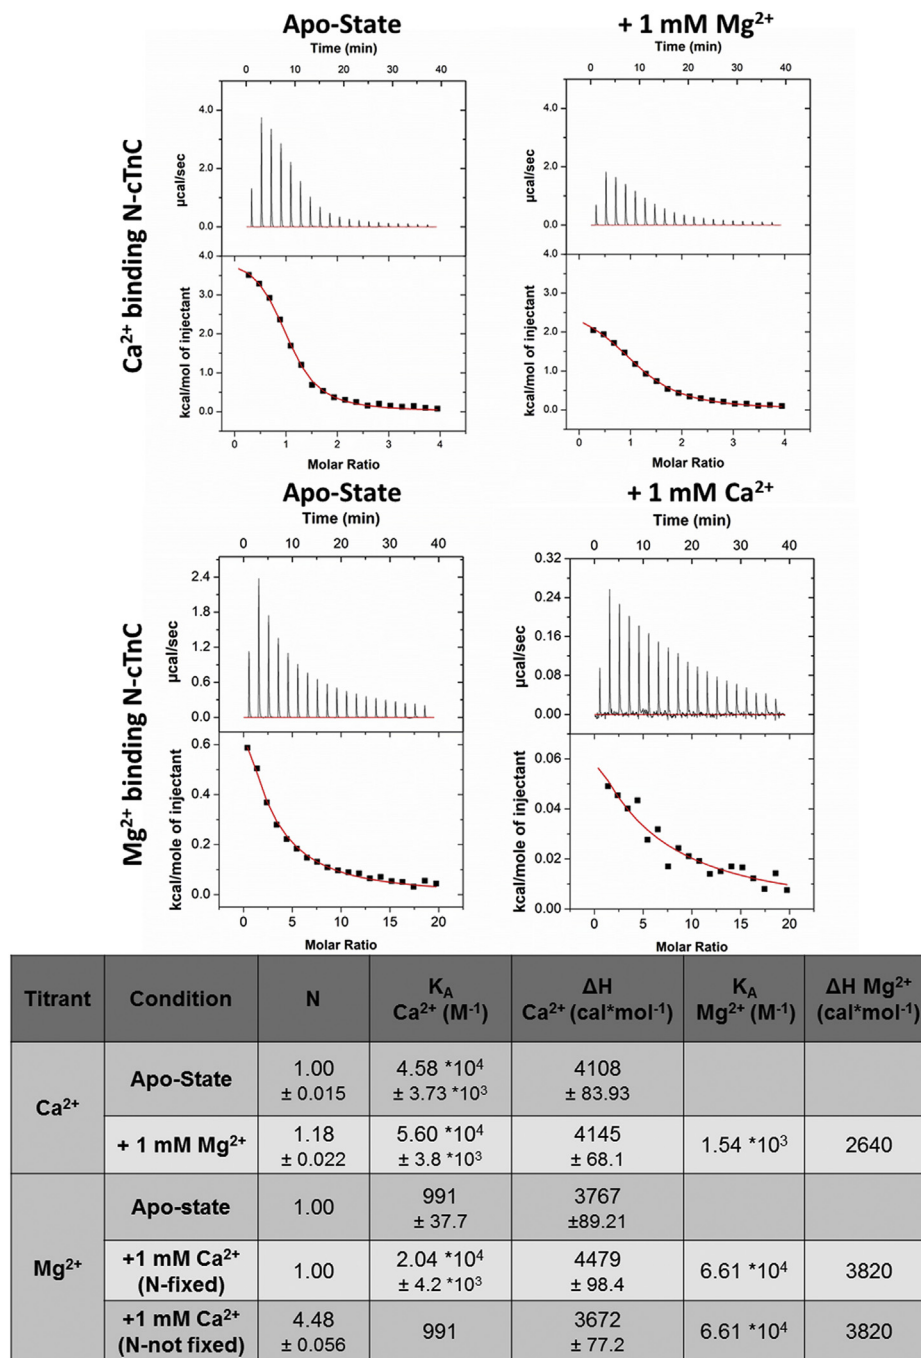 Apo-State
Time (min)
0 10 20 30 40
4.0
2.0
0.0
µcal/sec
4.0
3.0
2.0
1.0
0.0
kcal/mol of injectant
0 1 2 3 4
Molar Ratio
+ 1 mM Mg²⁺
Time (min)
0 10 20 30 40
4.0
2.0
0.0
µcal/sec
4.0
3.0
2.0
1.0
0.0
kcal/mol of injectant
0 1 2 3 4
Molar Ratio
Ca²⁺ binding N-cTnC
Apo-State
Time (min)
0 10 20 30 40
2.4
1.8
1.2
0.6
0.0
µcal/sec
0.6
0.4
0.2
0.0
kcal/mole of injectant
0 5 10 15 20
Molar Ratio
+ 1 mM Ca²⁺
Time (min)
0 10 20 30 40
0.32
0.24
0.16
0.08
0.00
µcal/sec
0.06
0.04
0.02
0.00
kcal/mole of injectant
0 5 10 15 20
Molar Ratio
Mg²⁺ binding N-cTnC
Titrant Condition N K_A Ca²⁺ (M⁻¹) ΔH Ca²⁺ (cal*mol⁻¹) K_A Mg²⁺ (M⁻¹) ΔH Mg²⁺ (cal*mol⁻¹)
Ca²⁺ Apo-State 1.00 ± 0.015 4.58 *10⁴ ± 3.73 *10³ 4108 ± 83.93
+ 1 mM Mg²⁺ 1.18 ± 0.022 5.60 *10⁴ ± 3.8 *10³ 4145 ± 68.1 1.54 *10³ 2640
Mg²⁺ Apo-state 1.00 991 ± 37.7 3767 ±89.21
+1 mM Ca²⁺ (N-fixed) 1.00 2.04 *10⁴ ± 4.2 *10³ 4479 ± 98.4 6.61 *10⁴ 3820
+1 mM Ca²⁺ (N-not fixed) 4.48 ± 0.056 991 3672 ± 77.2 6.61 *10⁴ 3820